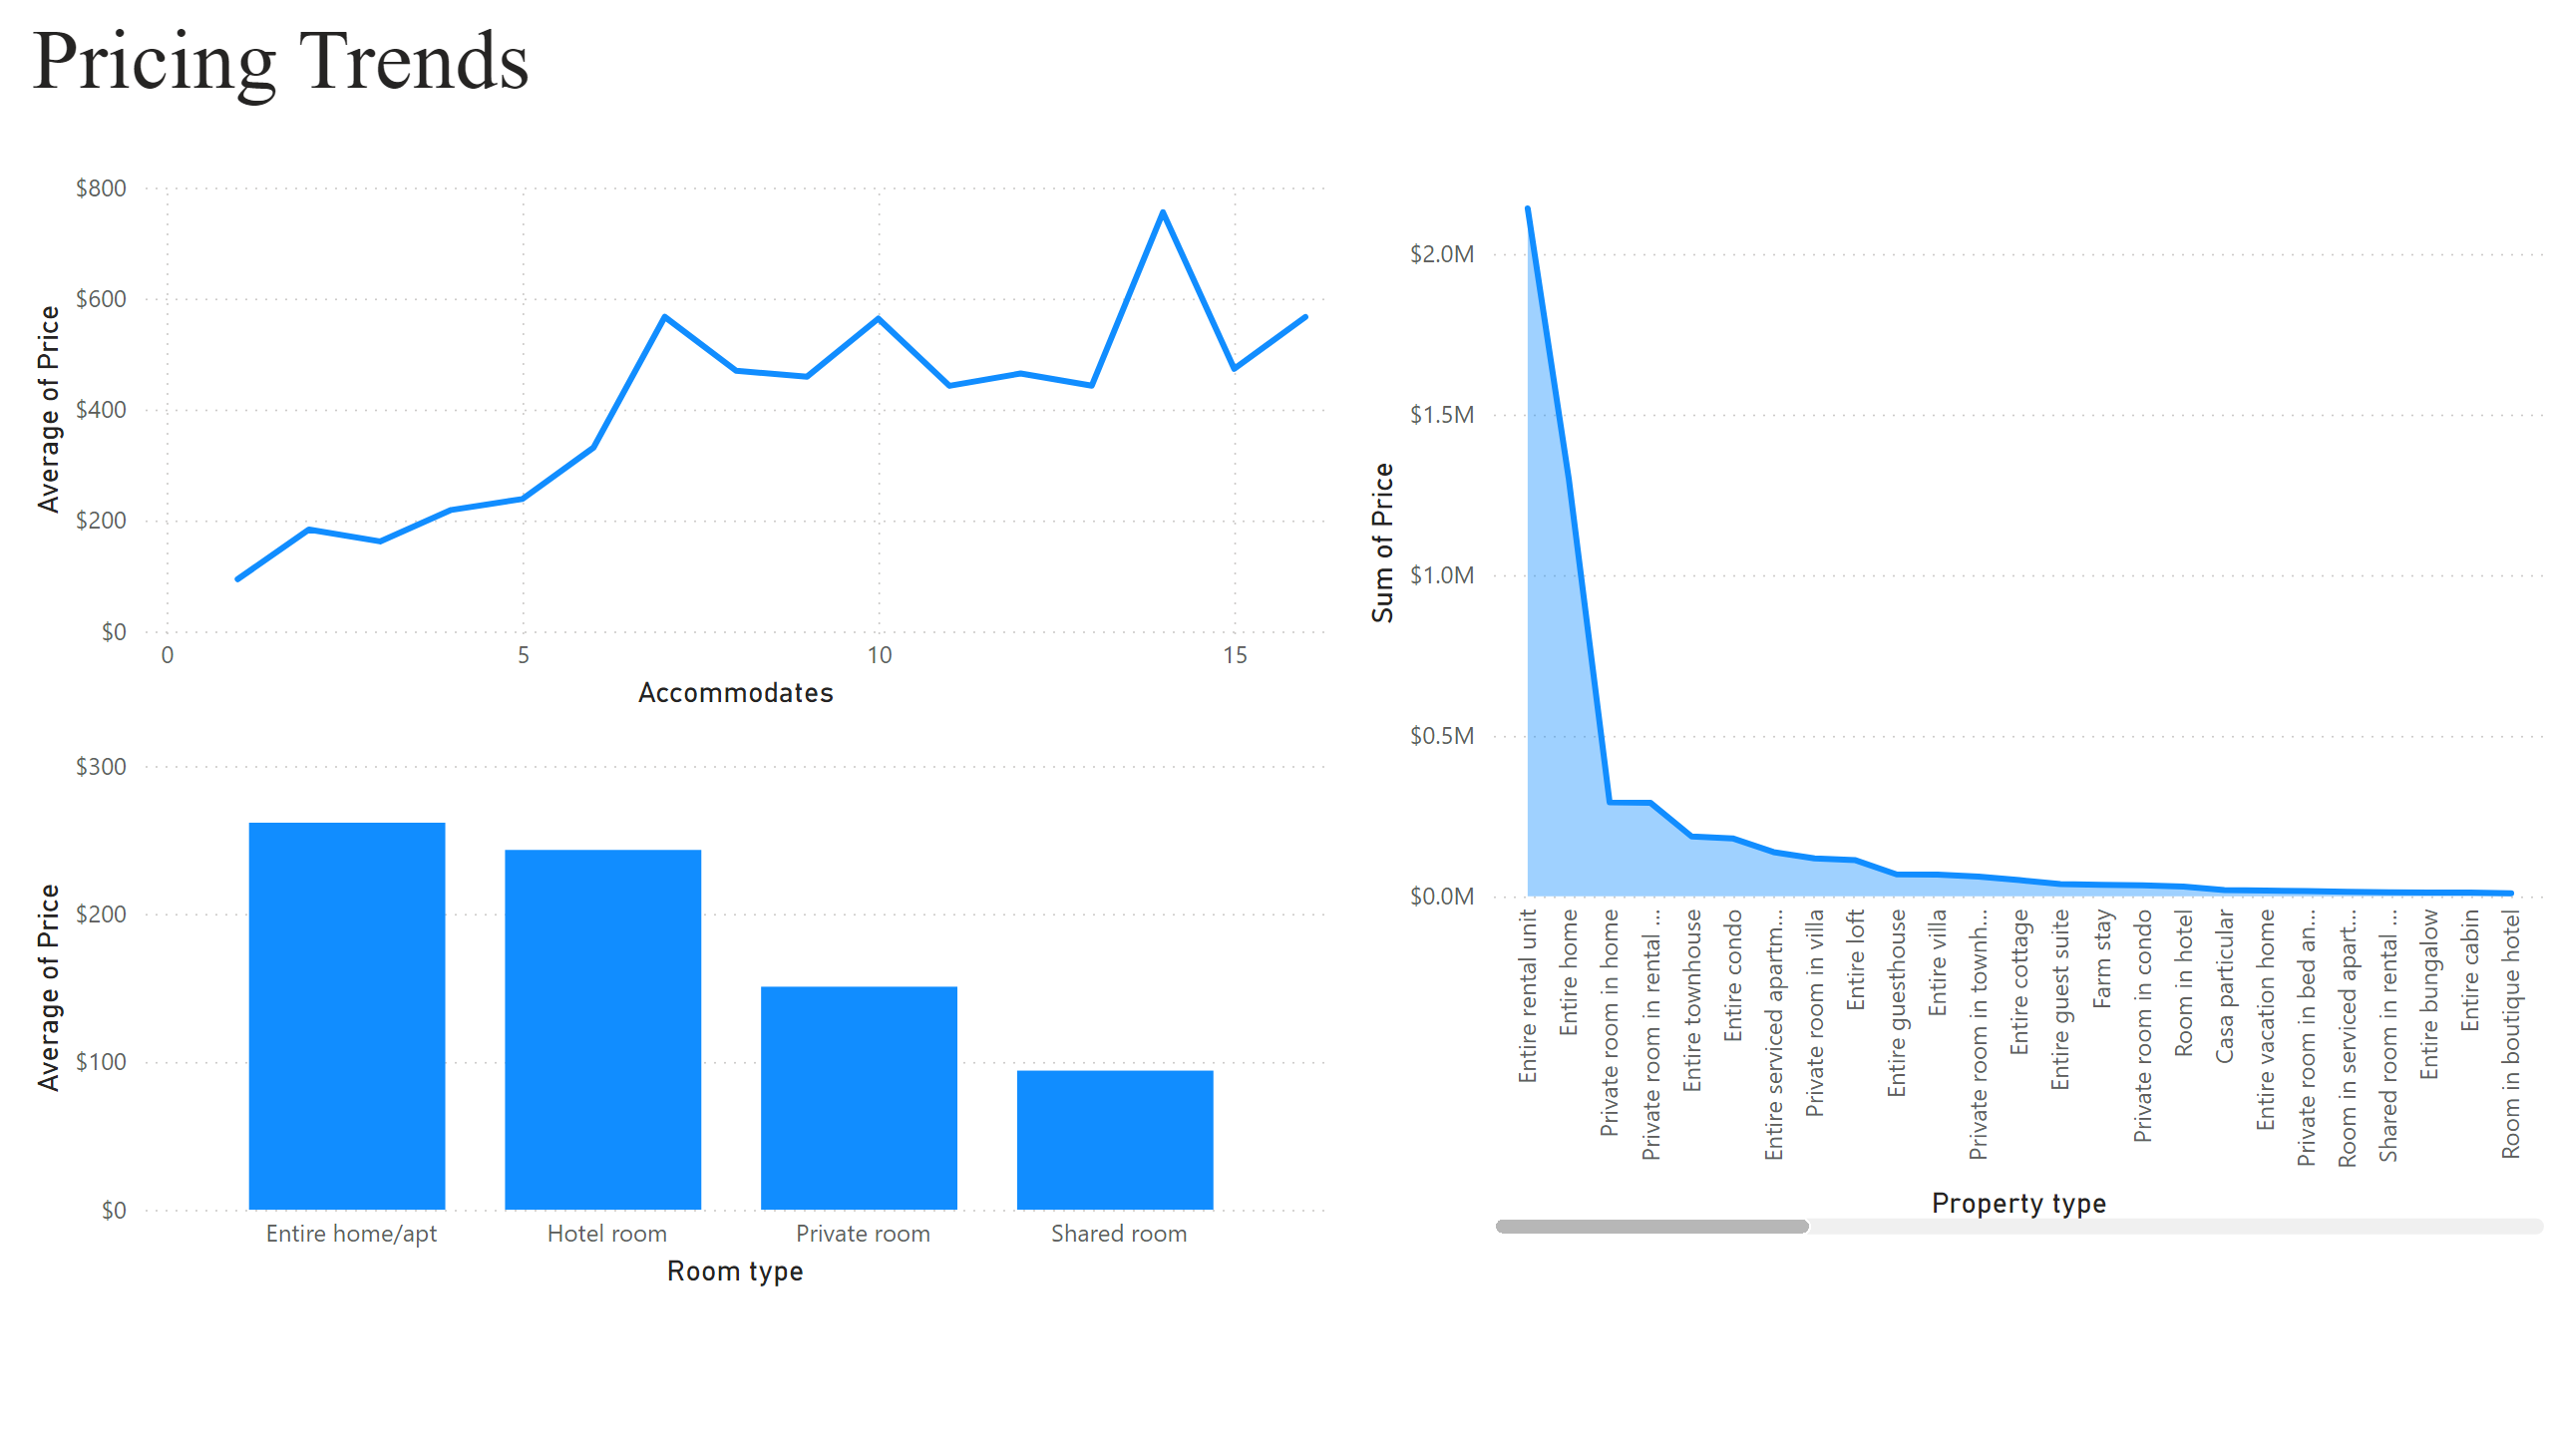 Pricing Trends
$800
$600
$400
$200
$0
Average of Price
0 5 10 15
Accommodates
$300
$200
$100
$0
Average of Price
Entire home/apt Hotel room Private room Shared room
Room type
$2.0M
$1.5M
$1.0M
$0.5M
$0.0M
Sum of Price
Entire rental unit
Entire home
Private room in home
Private room in rental ...
Entire townhouse
Entire condo
Entire serviced apartm...
Private room in villa
Entire loft
Entire guesthouse
Entire villa
Private room in townh...
Entire cottage
Entire guest suite
Farm stay
Private room in condo
Room in hotel
Casa particular
Entire vacation home
Private room in bed an...
Room in serviced apart...
Shared room in rental ...
Entire bungalow
Entire cabin
Room in boutique hotel
Property type